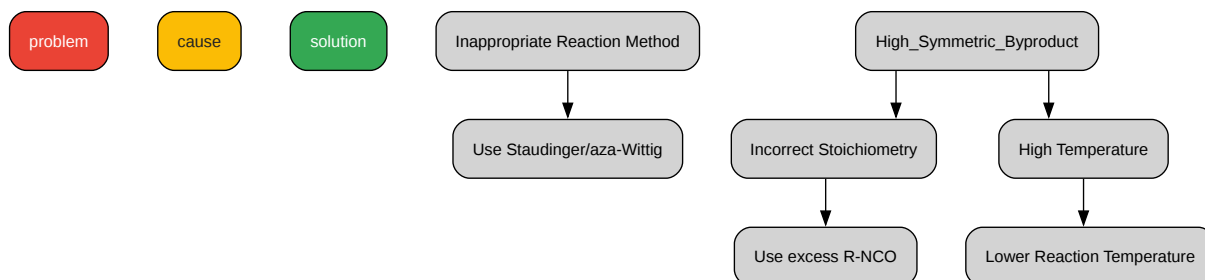 problem
cause
solution
Inappropriate Reaction Method
High_Symmetric_Byproduct
Use Staudinger/aza-Wittig
Incorrect Stoichiometry
High Temperature
Use excess R-NCO
Lower Reaction Temperature